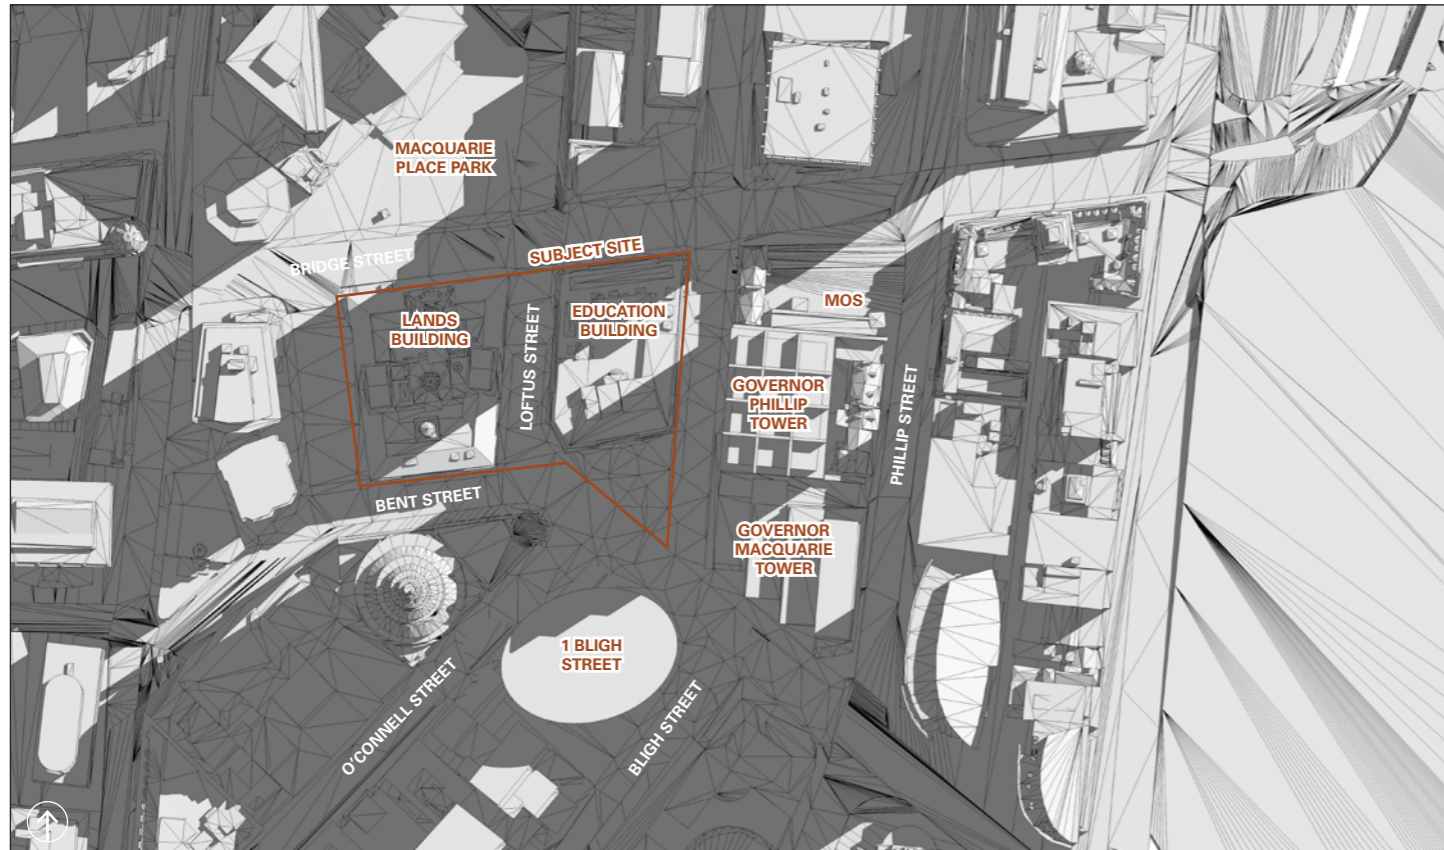 MACQUARIE
PLACE PARK
BRIDGE STREET
SUBJECT SITE
LANDS
BUILDING
LOFTUS STREET
EDUCATION
BUILDING
MOS
GOVERNOR
PHILLIP
TOWER
PHILLIP STREET
BENT STREET
GOVERNOR
MACQUARIE
TOWER
1 BLIGH
STREET
O'CONNELL STREET
BLIGH STREET